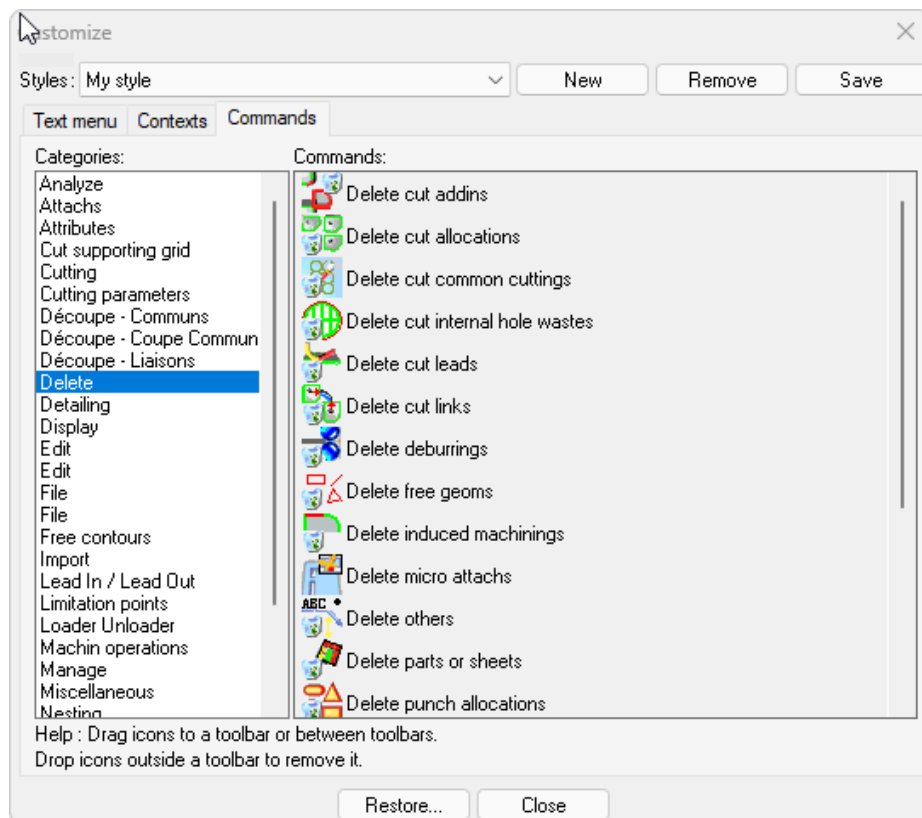 ustomize
Styles: My style New Remove Save
Text menu Contexts Commands
Categories:
Analyze
Attachs
Attributes
Cut supporting grid
Cutting
Cutting parameters
Découpe - Communs
Découpe - Coupe Commun
Découpe - Liaisons
Delete
Detailing
Display
Edit
Edit
File
File
Free contours
Import
Lead In / Lead Out
Limitation points
Loader Unloader
Machin operations
Manage
Miscellaneous
Nesting
Commands:
Delete cut addins
Delete cut allocations
Delete cut common cuttings
Delete cut internal hole wastes
Delete cut leads
Delete cut links
Delete deburrings
Delete free geoms
Delete induced machinings
Delete micro attachs
ABC
Delete others
Delete parts or sheets
Delete punch allocations
Help : Drag icons to a toolbar or between toolbars.
Drop icons outside a toolbar to remove it.
Restore... Close